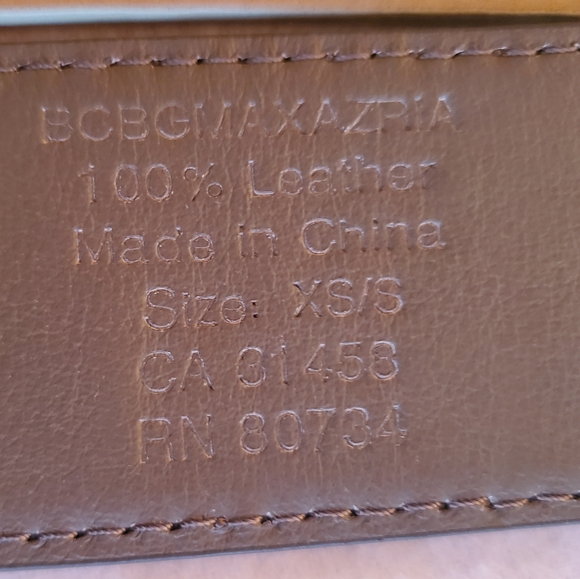 BCBGMAXAZRIA
100% Leather
Made in China
Size: XS/S
CA 31458
RN 80734